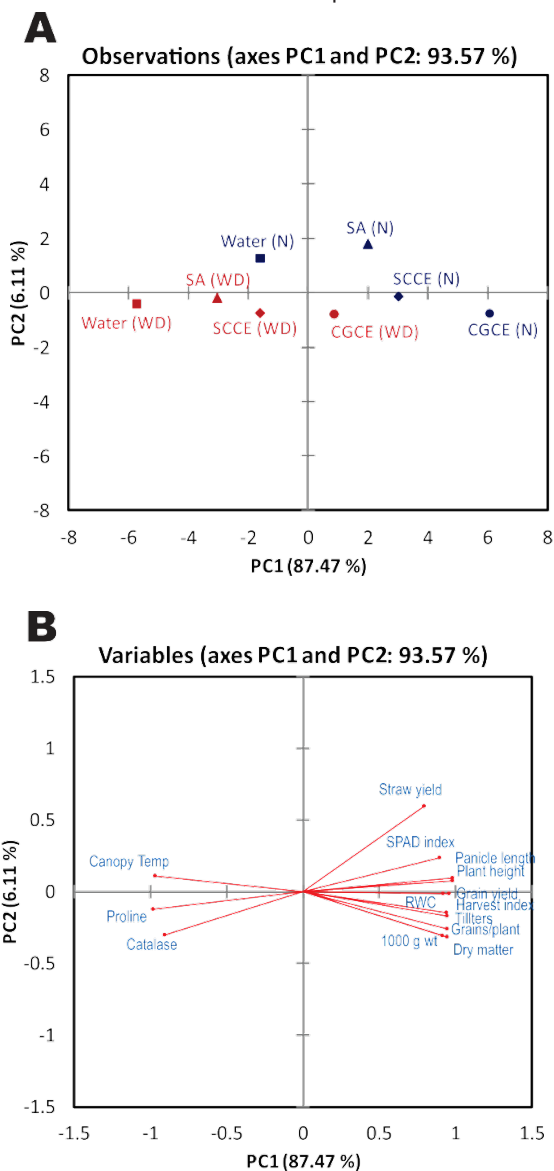 A
Observations (axes PC1 and PC2: 93.57 %)
8
6
4
2
0
-2
-4
-6
-8
PC2 (6.11 %)
SA (N)
Water (N)
SCCE (N)
SA (WD)
Water (WD)
SCCE (WD)
CGCE (WD)
CGCE (N)
-8 -6 -4 -2 0 2 4 6 8
PC1 (87.47 %)
B
Variables (axes PC1 and PC2: 93.57 %)
1.5
1
0.5
0
-0.5
-1
-1.5
PC2 (6.11 %)
Straw yield
SPAD index
Panicle length
Plant height
Canopy Temp
Grain yield
RWC
Harvest index
Proline
Tillters
Grains/plant
Catalase
1000 g wt
Dry matter
-1.5 -1 -0.5 0 0.5 1 1.5
PC1 (87.47 %)